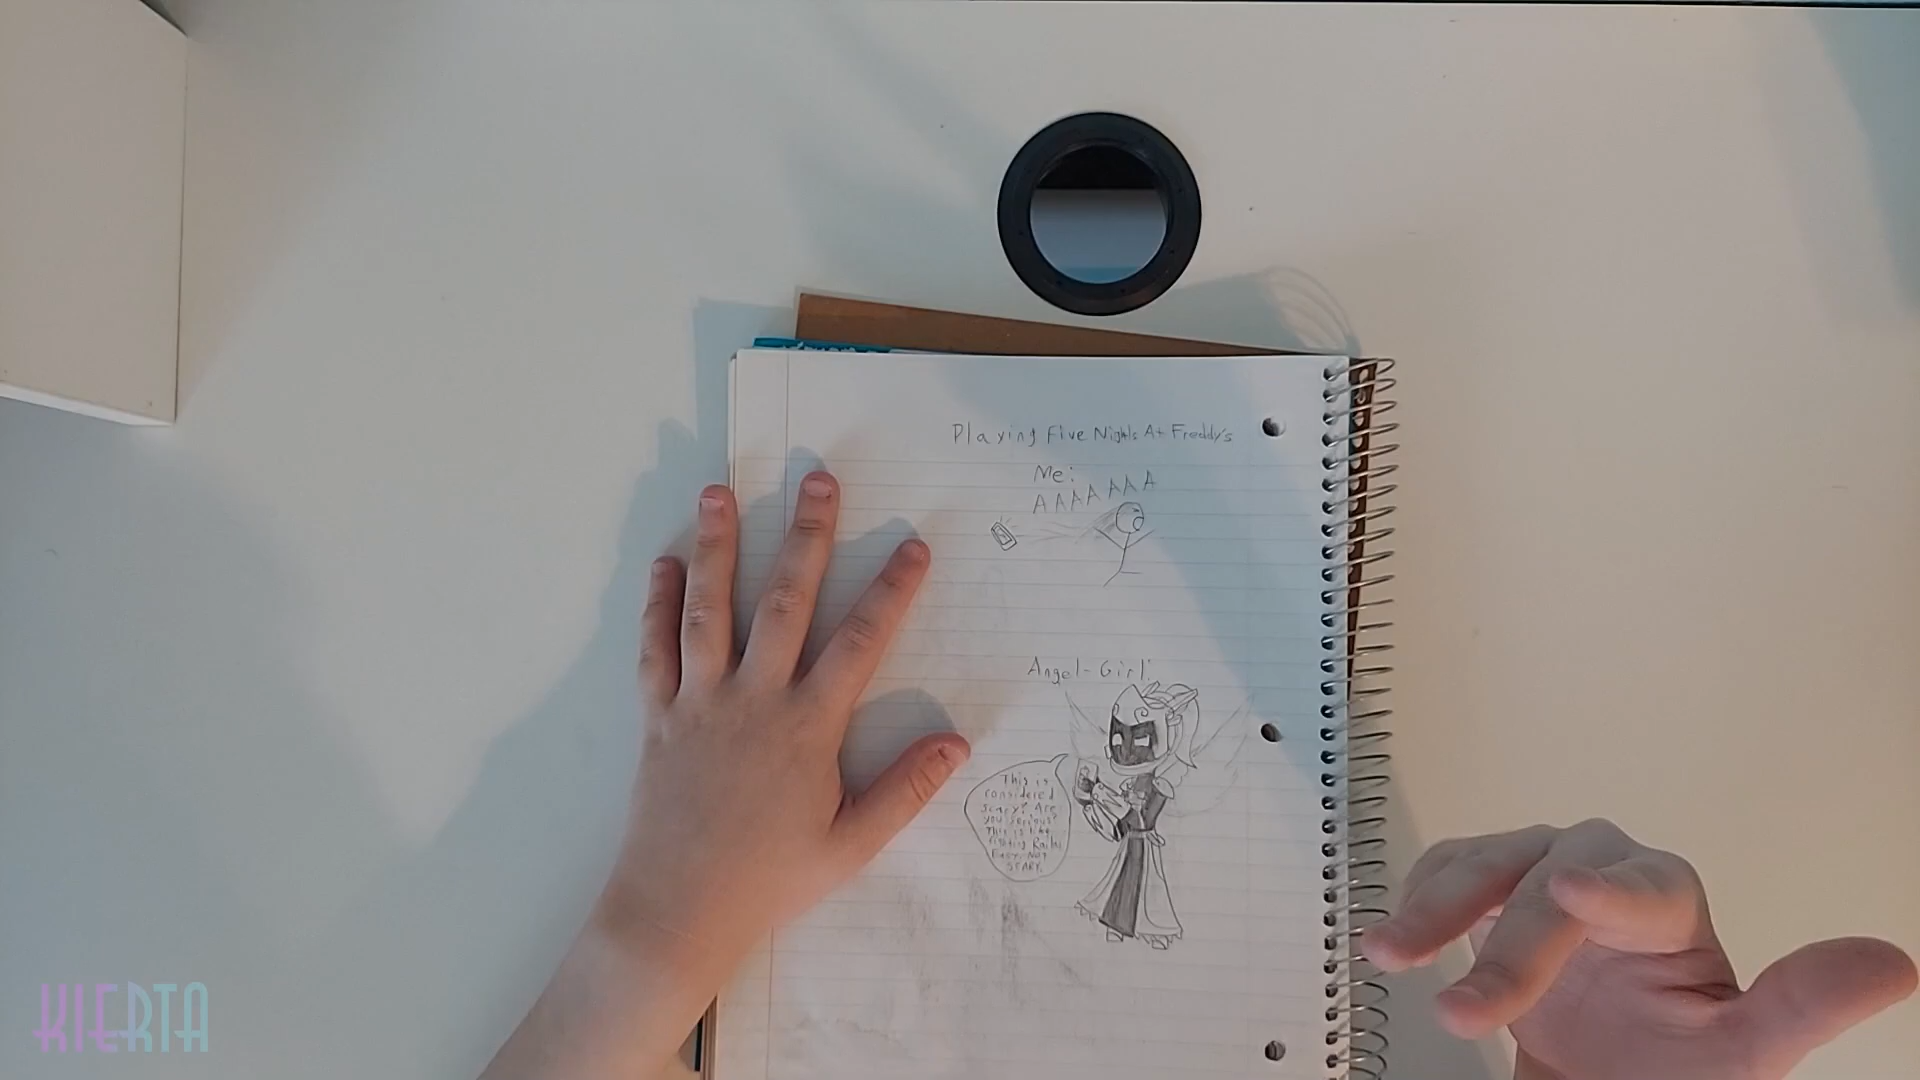 Playing Five Nights At Freddy's
Me:
AAAAAAA
Angel-Girl:
This is
considered
scary? Are
you serious?
This is like
fighting
Easy. Not
SCARY.
KIERTA